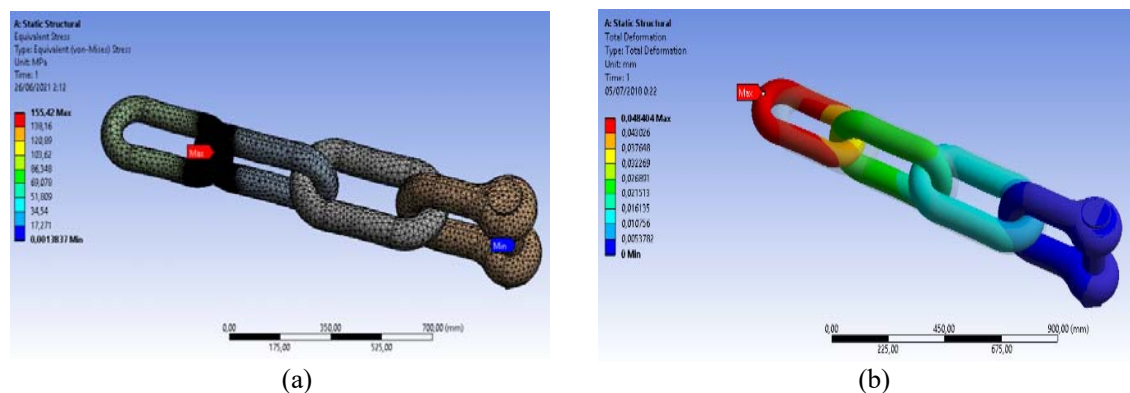 A: Static Structural
Equivalent Stress
Type: Equivalent (von-Mises) Stress
Unit: MPa
Time: 1
26/06/2021 2:12
155,42 Max
138,16
120,89
103,62
86,348
69,079
51,809
34,54
17,271
0,0013837 Min
Max
Min
0,00
350,00
700,00 (mm)
175,00
525,00
(a)
A: Static Structural
Total Deformation
Type: Total Deformation
Unit: mm
Time: 1
05/07/2018 0:22
0,048404 Max
0,043026
0,037648
0,032269
0,026891
0,021513
0,016135
0,010756
0,0053782
0 Min
Max
0,00
450,00
900,00 (mm)
225,00
675,00
(b)